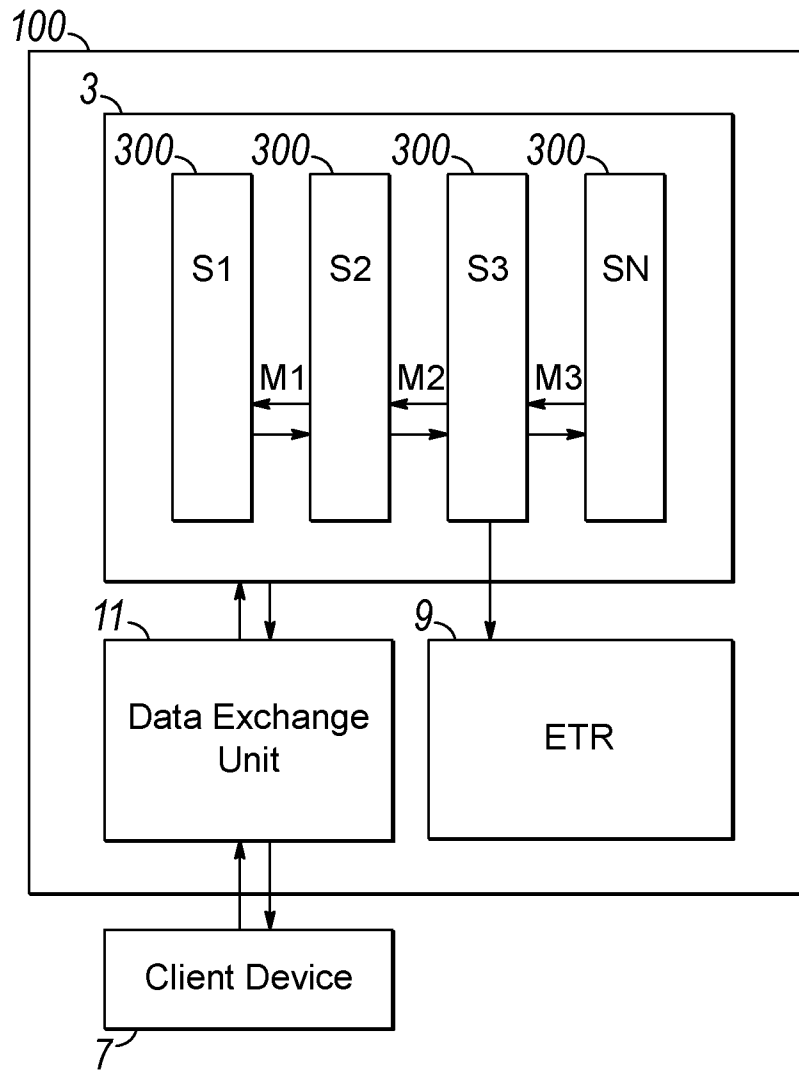 100
3
300 300 300 300
S1 S2 S3 SN
M1 M2 M3
11
Data Exchange
Unit
9
ETR
Client Device
7